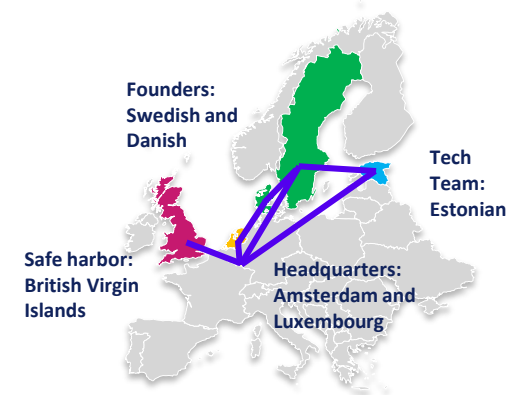 Founders:
Swedish and
Danish
Tech
Team:
Estonian
Safe harbor:
British Virgin
Islands
Headquarters:
Amsterdam and
Luxembourg